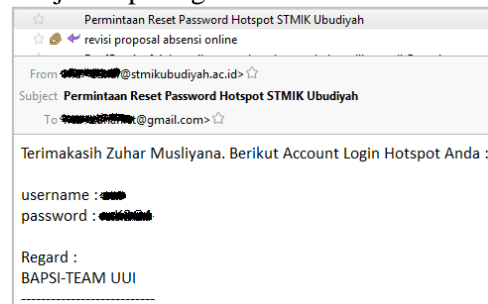 Permintaan Reset Password Hotspot STMIK Ubudiyah
revisi proposal absensi online
From @stmikubudiyah.ac.id>
Subject Permintaan Reset Password Hotspot STMIK Ubudiyah
To t@gmail.com>
Terimakasih Zuhar Musliyana. Berikut Account Login Hotspot Anda :
username :
password :
Regard :
BAPSI-TEAM UUI
---------------------------